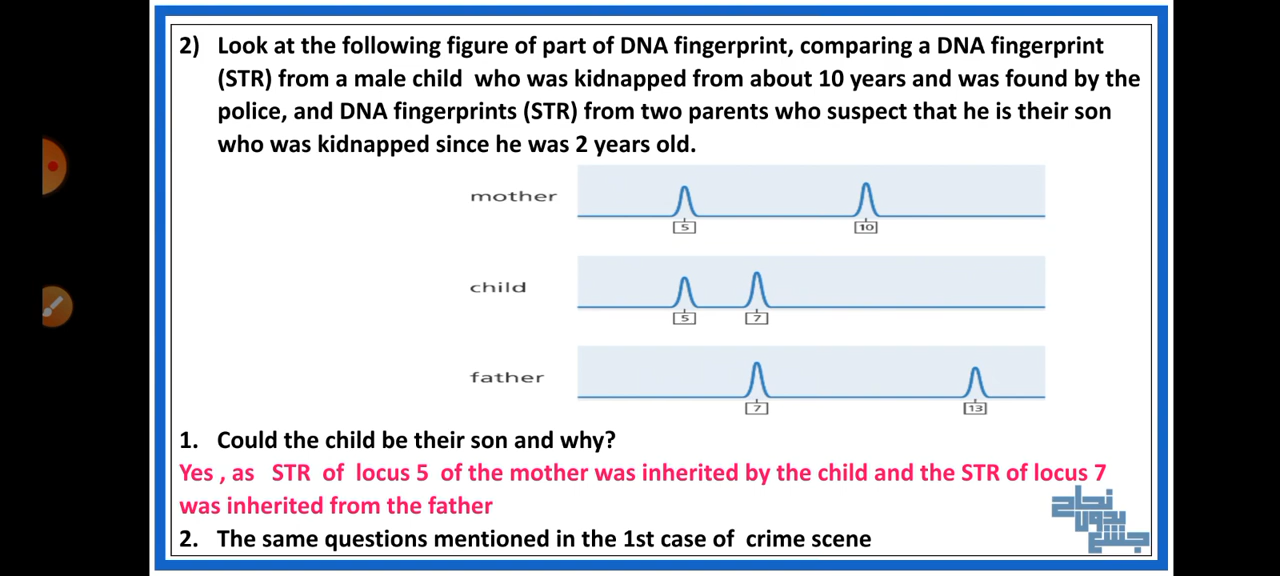 2) Look at the following figure of part of DNA fingerprint, comparing a DNA fingerprint
(STR) from a male child who was kidnapped from about 10 years and was found by the
police, and DNA fingerprints (STR) from two parents who suspect that he is their son
who was kidnapped since he was 2 years old.
mother
5 10
child
5 7
father
7 13
1. Could the child be their son and why?
Yes , as STR of locus 5 of the mother was inherited by the child and the STR of locus 7
was inherited from the father
2. The same questions mentioned in the 1st case of crime scene
نجاح
بدون
جشع